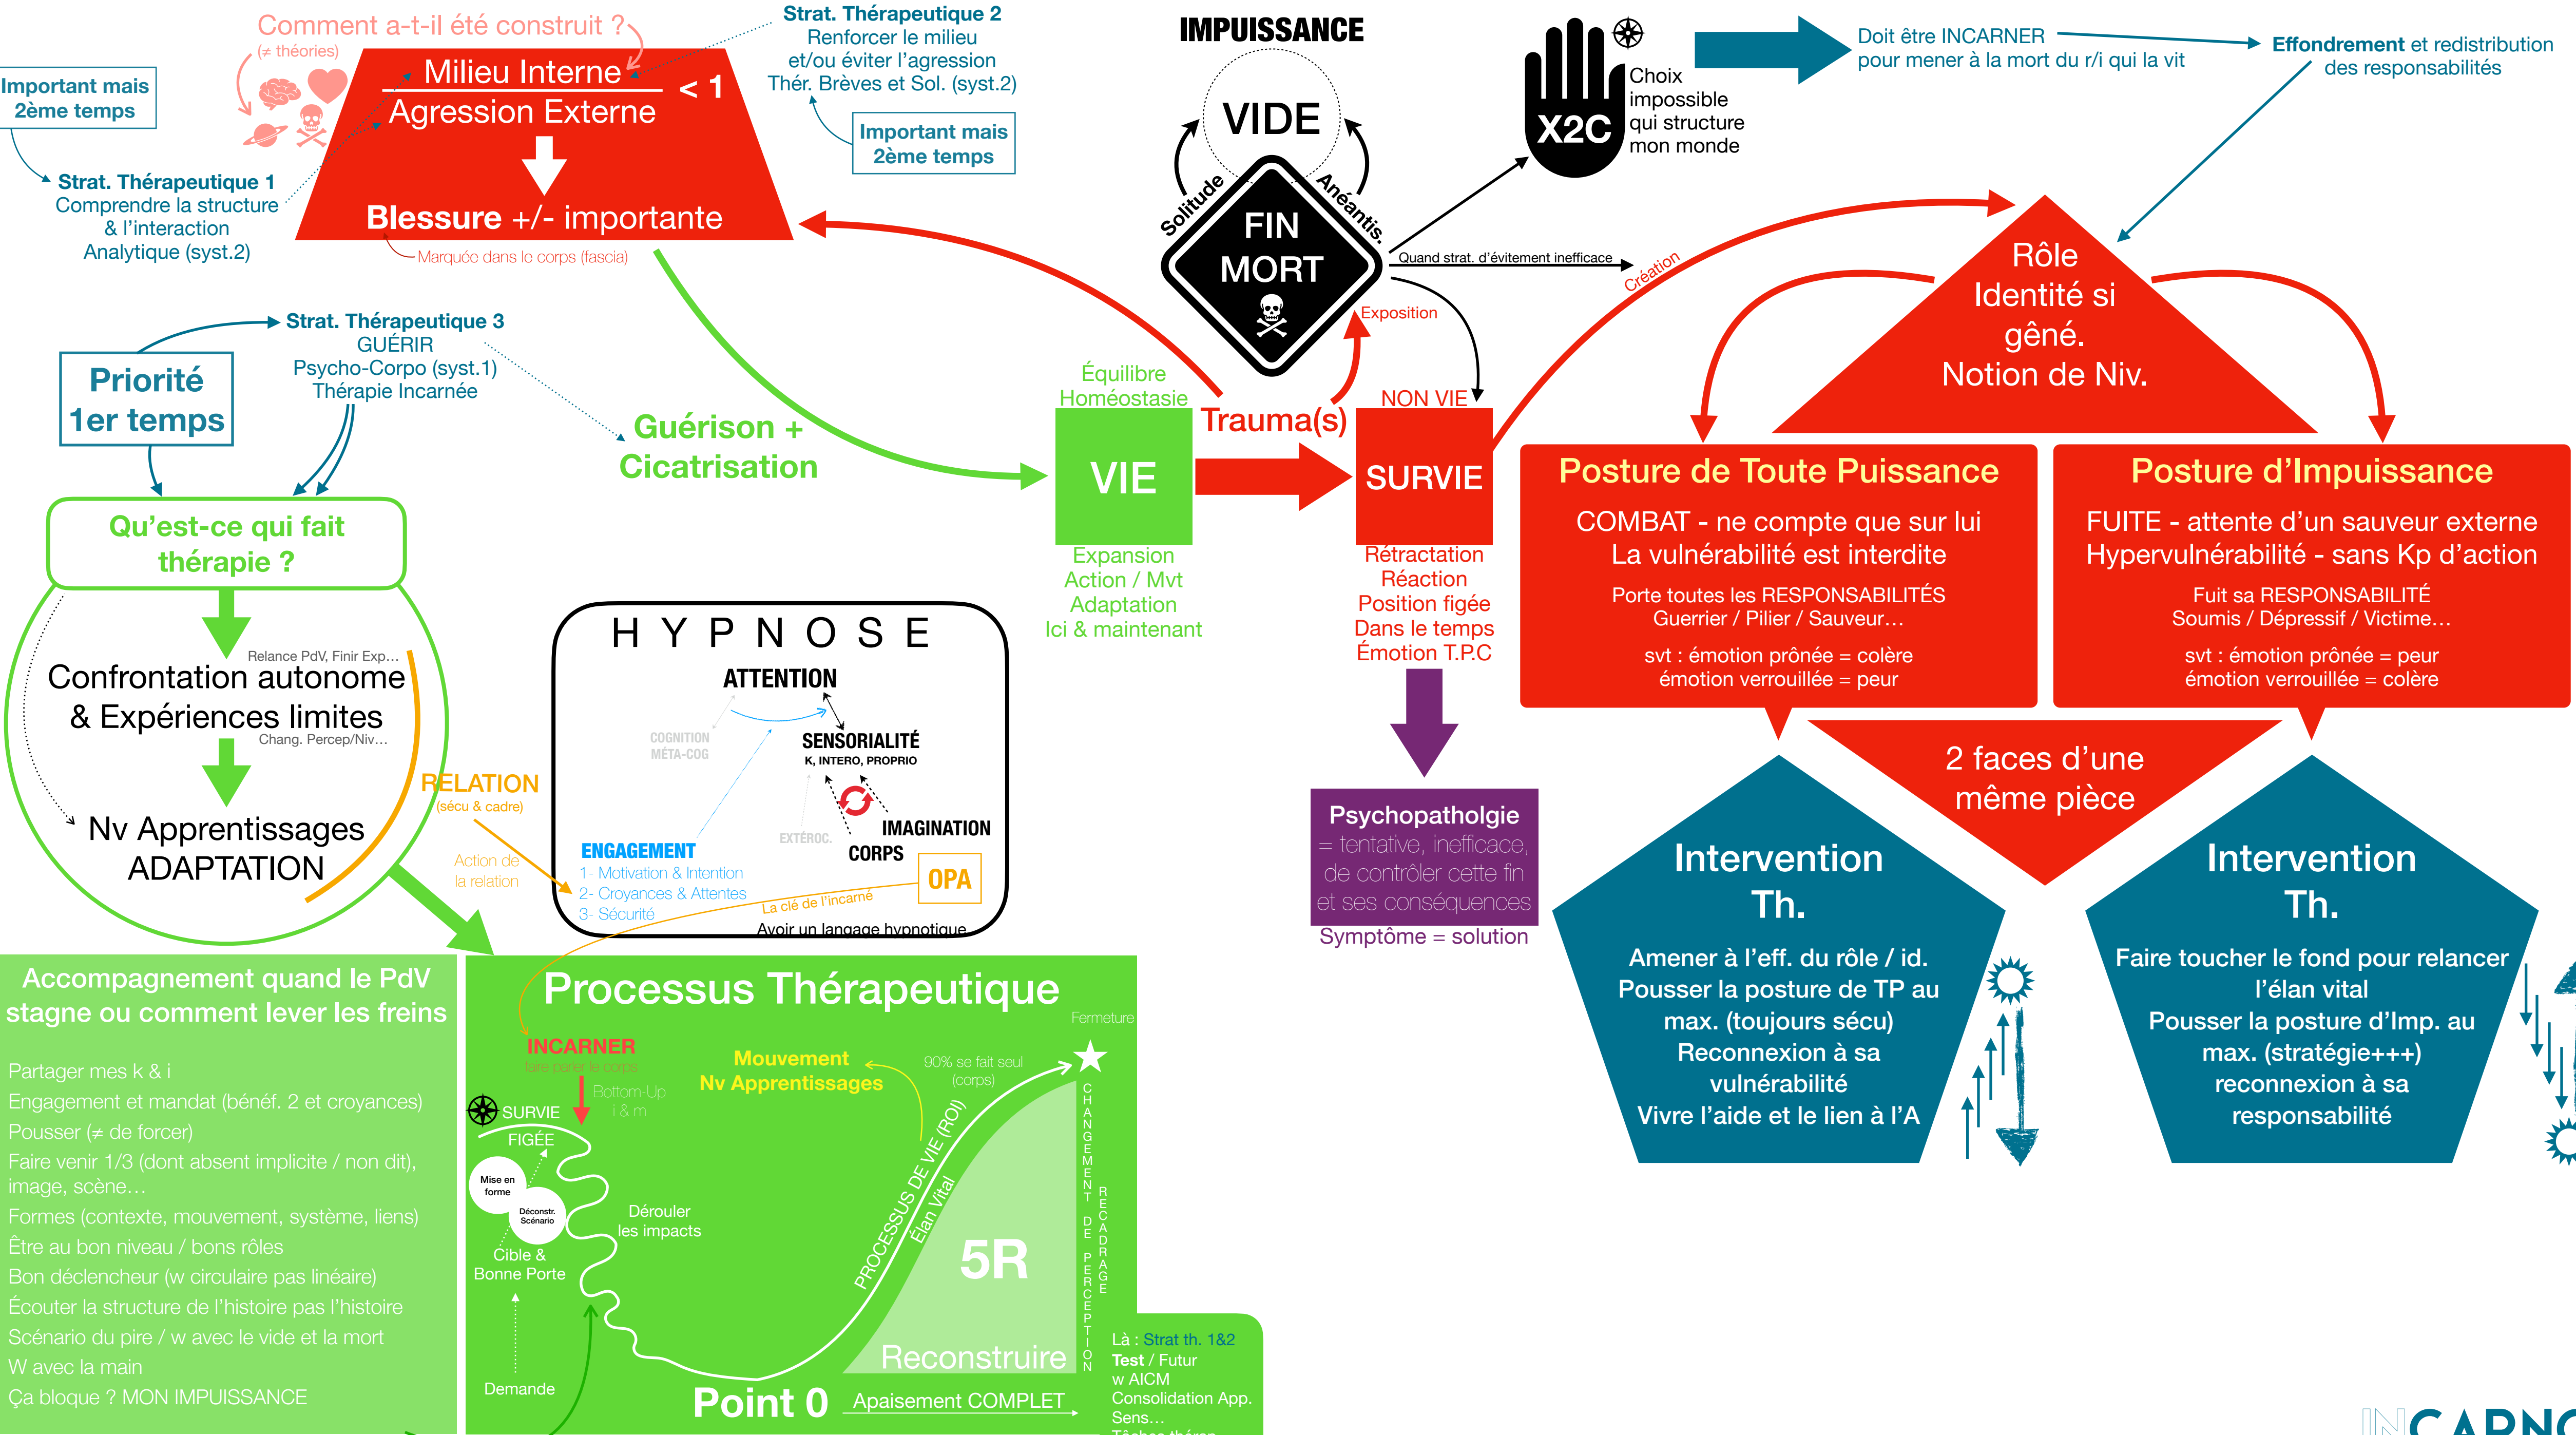 Comment a-t-il été construit ?
(≠ théories)
Important mais
2ème temps
Strat. Thérapeutique 1
Comprendre la structure
& l'interaction
Analytique (syst.2)
Milieu Interne
Agression Externe
< 1
Blessure +/- importante
Marquée dans le corps (fascia)
Strat. Thérapeutique 2
Renforcer le milieu
et/ou éviter l'agression
Thér. Brèves et Sol. (syst.2)
Important mais
2ème temps
IMPUISSANCE
VIDE
Solitude
Anéantis.
FIN
MORT
Exposition
Quand strat. d'évitement inefficace
X2C
Choix
impossible
qui structure
mon monde
Doit être INCARNER
pour mener à la mort du r/i qui la vit
Effondrement et redistribution
des responsabilités
Création
Rôle
Identité si
gêné.
Notion de Niv.
Priorité
1er temps
Strat. Thérapeutique 3
GUÉRIR
Psycho-Corpo (syst.1)
Thérapie Incarnée
Guérison +
Cicatrisation
Équilibre
Homéostasie
VIE
Expansion
Action / Mvt
Adaptation
Ici & maintenant
Trauma(s)
NON VIE
SURVIE
Rétractation
Réaction
Position figée
Dans le temps
Émotion T.P.C
Psychopatholgie
= tentative, inefficace,
de contrôler cette fin
et ses conséquences
Symptôme = solution
Posture de Toute Puissance
COMBAT - ne compte que sur lui
La vulnérabilité est interdite
Porte toutes les RESPONSABILITÉS
Guerrier / Pilier / Sauveur…
svt : émotion prônée = colère
émotion verrouillée = peur
Posture d'Impuissance
FUITE - attente d'un sauveur externe
Hypervulnérabilité - sans Kp d'action
Fuit sa RESPONSABILITÉ
Soumis / Dépressif / Victime…
svt : émotion prônée = peur
émotion verrouillée = colère
2 faces d'une
même pièce
Intervention
Th.
Amener à l'eff. du rôle / id.
Pousser la posture de TP au
max. (toujours sécu)
Reconnexion à sa
vulnérabilité
Vivre l'aide et le lien à l'A
Intervention
Th.
Faire toucher le fond pour relancer
l'élan vital
Pousser la posture d'Imp. au
max. (stratégie+++)
reconnexion à sa
responsabilité
Qu'est-ce qui fait
thérapie ?
Relance PdV, Finir Exp…
Confrontation autonome
& Expériences limites
Chang. Percep/Niv…
Nv Apprentissages
ADAPTATION
RELATION
(sécu & cadre)
Action de
la relation
HYPNOSE
ATTENTION
COGNITION
MÉTA-COG
SENSORIALITÉ
K, INTERO, PROPRIO
EXTÉROC.
IMAGINATION
CORPS
ENGAGEMENT
1- Motivation & Intention
2- Croyances & Attentes
3- Sécurité
OPA
La clé de l'incarné
Avoir un langage hypnotique
Accompagnement quand le PdV
stagne ou comment lever les freins
Partager mes k & i
Engagement et mandat (bénéf. 2 et croyances)
Pousser (≠ de forcer)
Faire venir 1/3 (dont absent implicite / non dit),
image, scène…
Formes (contexte, mouvement, système, liens)
Être au bon niveau / bons rôles
Bon déclencheur (w circulaire pas linéaire)
Écouter la structure de l'histoire pas l'histoire
Scénario du pire / w avec le vide et la mort
W avec la main
Ça bloque ? MON IMPUISSANCE
Processus Thérapeutique
Fermeture
INCARNER
faire parler le corps
Bottom-Up
i & m
Mouvement
Nv Apprentissages
90% se fait seul
(corps)
SURVIE
FIGÉE
Mise en
forme
Déconstr.
Scénario
Cible &
Bonne Porte
Demande
Dérouler
les impacts
PROCESSUS DE VIE (ROI)
Élan Vital
5R
Reconstruire
CHANGEMENT DE PERCEPTION
RECADRAGE
Point 0
Apaisement COMPLET
Là : Strat th. 1&2
Test / Futur
w AICM
Consolidation App.
Sens…
Tâches thérap